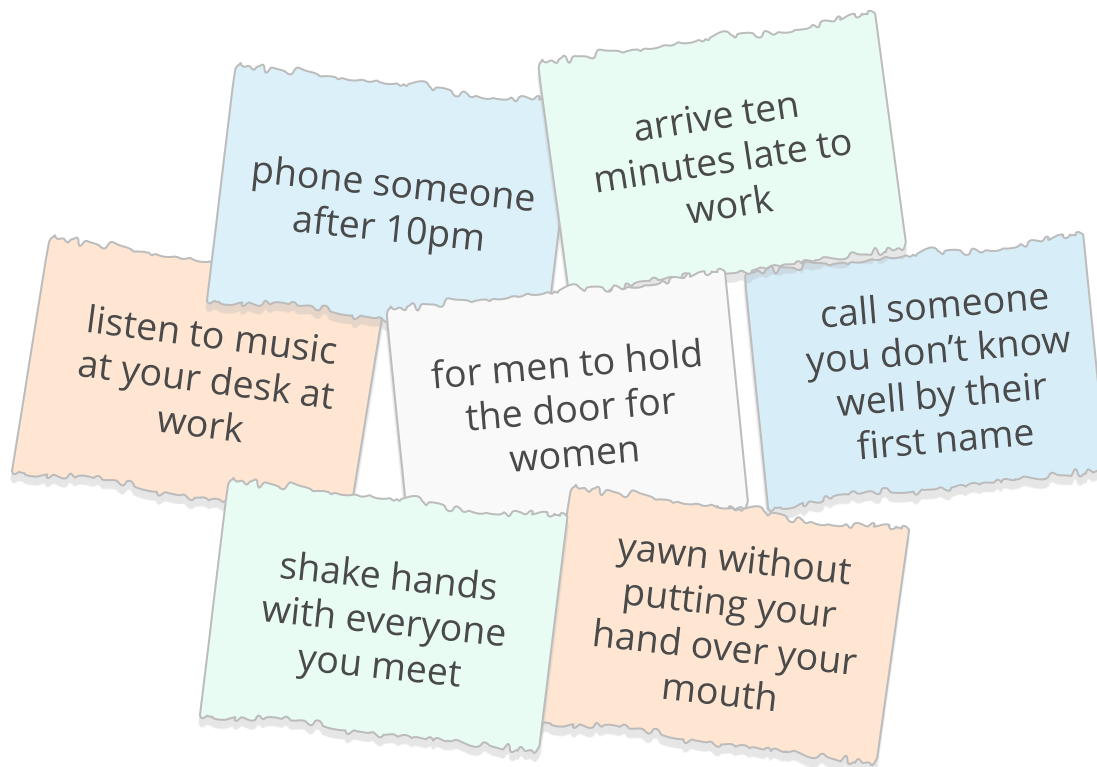 phone someone
after 10pm
arrive ten
minutes late to
work
listen to music
at your desk at
work
for men to hold
the door for
women
call someone
you don’t know
well by their
first name
shake hands
with everyone
you meet
yawn without
putting your
hand over your
mouth